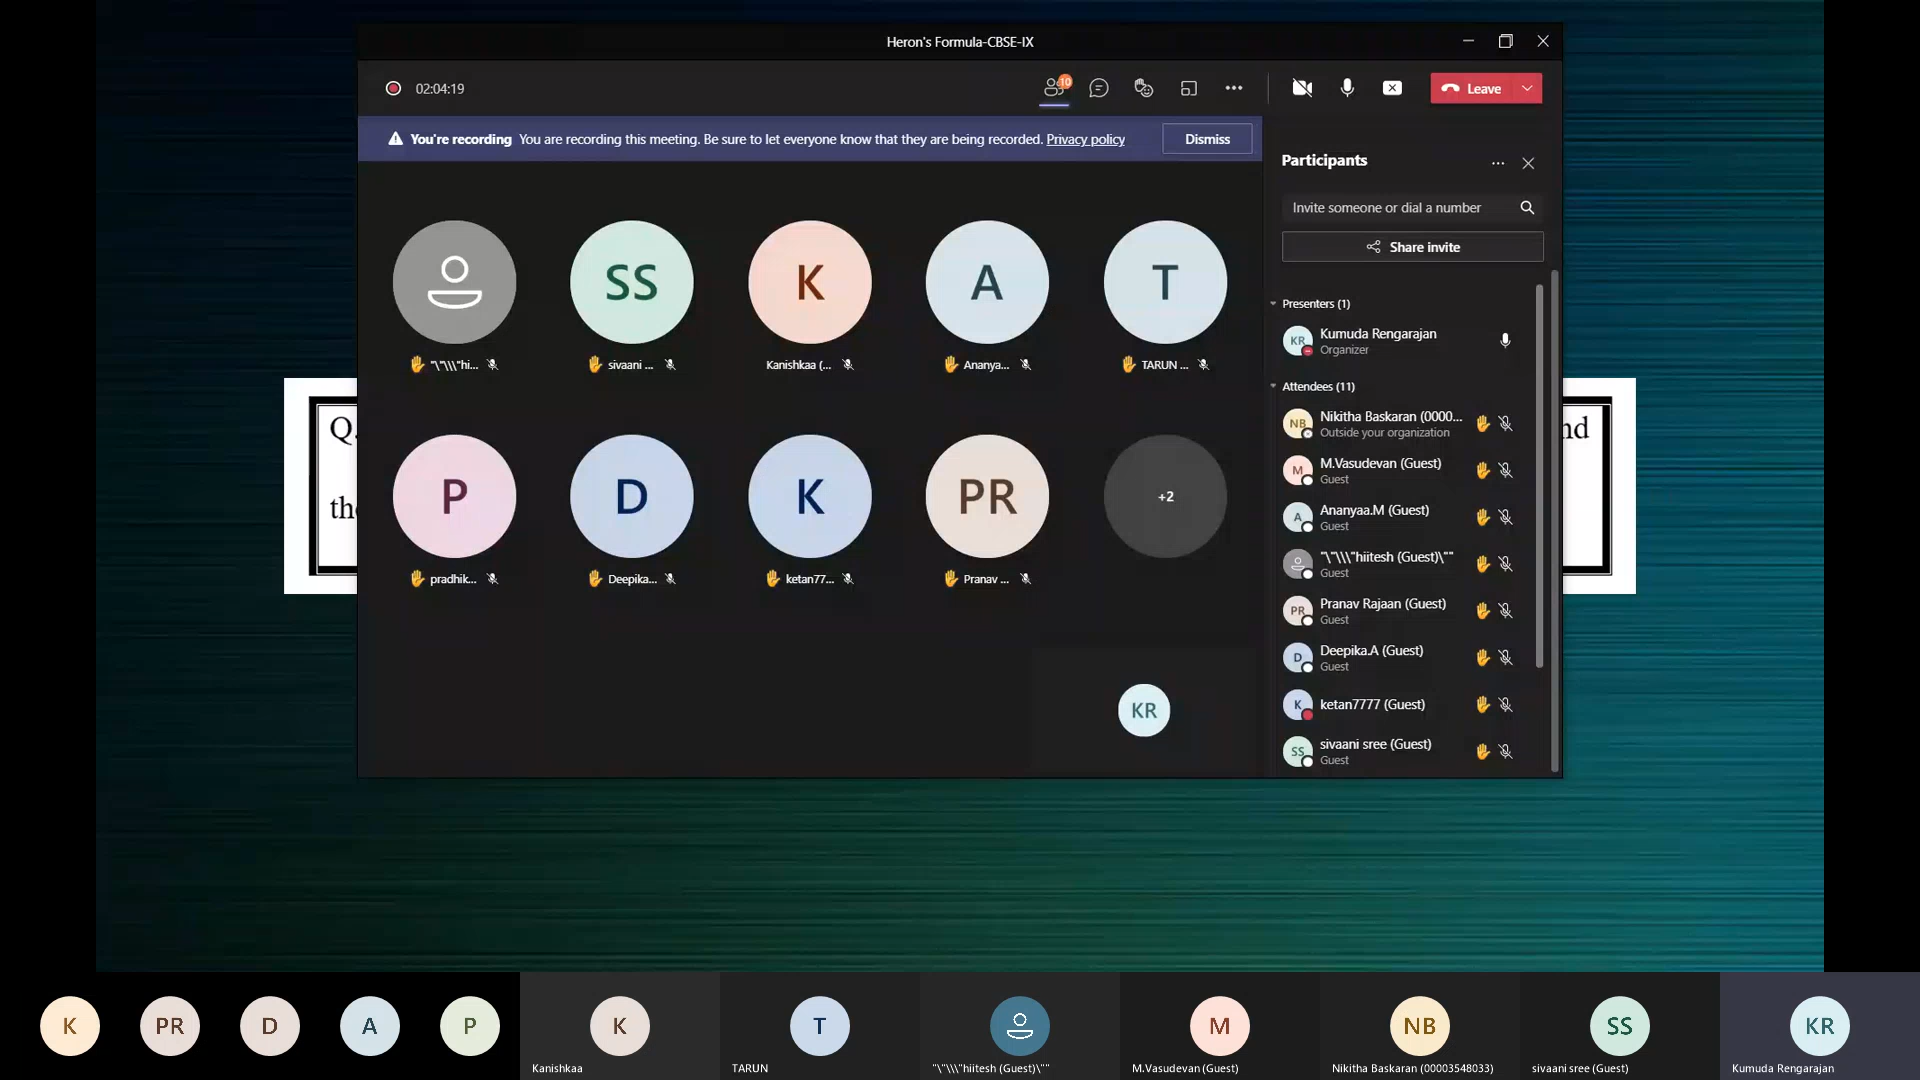 Heron's Formula-CBSE-IX
02:04:19
10
Leave
You're recording You are recording this meeting. Be sure to let everyone know that they are being recorded. Privacy policy
Dismiss
Participants
Invite someone or dial a number
Share invite
SS
K
A
T
"\"\\\"hi...
sivaani ...
Kanishkaa (...
Ananya...
TARUN ...
P
D
K
PR
+2
pradhik...
Deepika...
ketan77...
Pranav ...
KR
Presenters (1)
KR
Kumuda Rengarajan
Organizer
Attendees (11)
NB
Nikitha Baskaran (0000...
Outside your organization
M
M.Vasudevan (Guest)
Guest
A
Ananyaa.M (Guest)
Guest
"\"\\\"hiitesh (Guest)\""
Guest
PR
Pranav Rajaan (Guest)
Guest
D
Deepika.A (Guest)
Guest
K
ketan7777 (Guest)
SS
sivaani sree (Guest)
Guest
Q.
nd
the
K
PR
D
A
P
K
T
M
NB
SS
KR
Kanishkaa
TARUN
"\"\\\"hiitesh (Guest)\""
M.Vasudevan (Guest)
Nikitha Baskaran (00003548033)
sivaani sree (Guest)
Kumuda Rengarajan